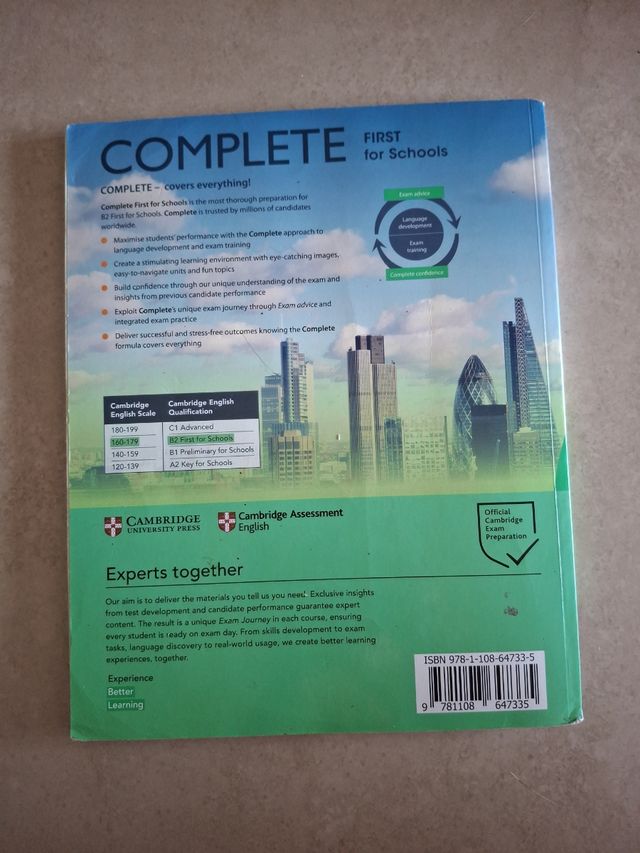 COMPLETE FIRST
for Schools
COMPLETE – covers everything!
Complete First for Schools is the most thorough preparation for
B2 First for Schools. Complete is trusted by millions of candidates
worldwide.
Maximise students' performance with the Complete approach to
language development and exam training
Create a stimulating learning environment with eye-catching images,
easy-to-navigate units and fun topics
Build confidence through our unique understanding of the exam and
insights from previous candidate performance
Exploit Complete's unique exam journey through Exam advice and
integrated exam practice
Deliver successful and stress-free outcomes knowing the Complete
formula covers everything
Exam advice
Language
development
Exam
training
Complete confidence
Cambridge
English Scale
Cambridge English
Qualification
180-199 C1 Advanced
160-179 B2 First for Schools
140-159 B1 Preliminary for Schools
120-139 A2 Key for Schools
CAMBRIDGE
UNIVERSITY PRESS
Cambridge Assessment
English
Official
Cambridge
Exam
Preparation
Experts together
Our aim is to deliver the materials you tell us you need. Exclusive insights
from test development and candidate performance guarantee expert
content. The result is a unique Exam Journey in each course, ensuring
every student is ready on exam day. From skills development to exam
tasks, language discovery to real-world usage, we create better learning
experiences, together.
Experience
Better
Learning
ISBN 978-1-108-64733-5
9 781108 647335